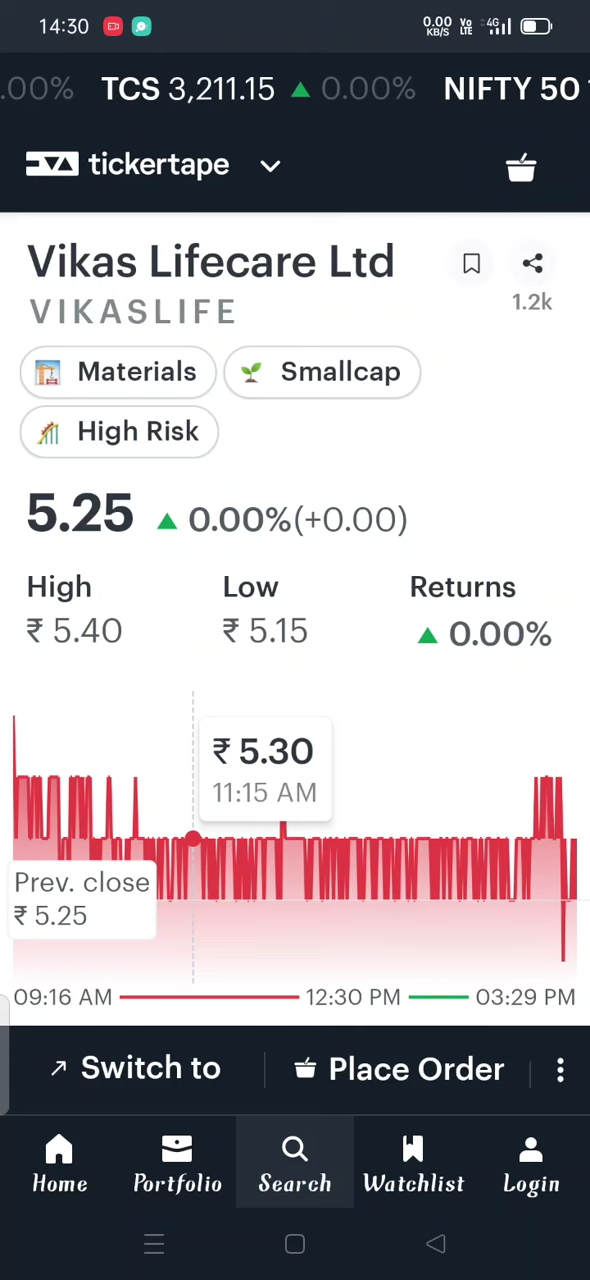 14:30 0.00 KB/S Vo LTE 4G
.00% TCS 3,211.15 ▲ 0.00% NIFTY 50
tickertape
Vikas Lifecare Ltd
VIKASLIFE
1.2k
Materials
Smallcap
High Risk
5.25 ▲ 0.00%(+0.00)
High Low Returns
₹ 5.40 ₹ 5.15 ▲ 0.00%
₹ 5.30
11:15 AM
Prev. close
₹ 5.25
09:16 AM 12:30 PM 03:29 PM
Switch to Place Order
Home Portfolio Search Watchlist Login